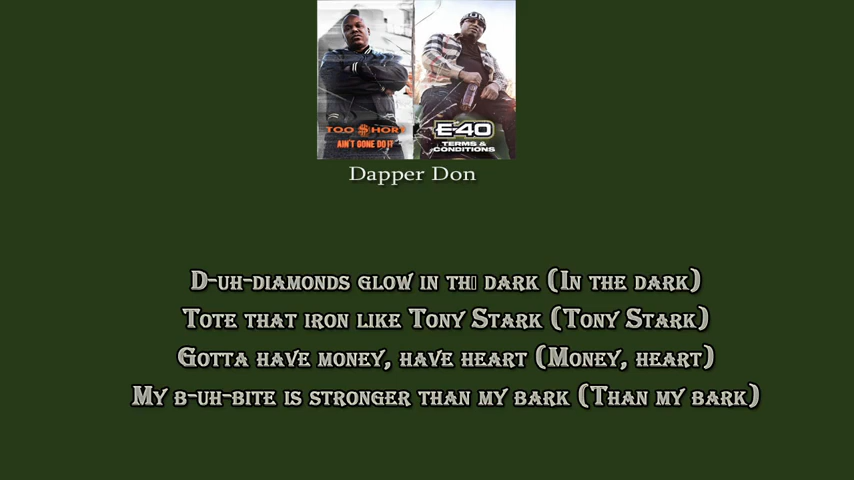 TOO $HORT
AIN'T GONE DO IT
E-40
TERMS &
CONDITIONS
Dapper Don
D-uh-diamonds glow in th▯ dark (In the dark)
Tote that iron like Tony Stark (Tony Stark)
Gotta have money, have heart (Money, heart)
My b-uh-bite is stronger than my bark (Than my bark)